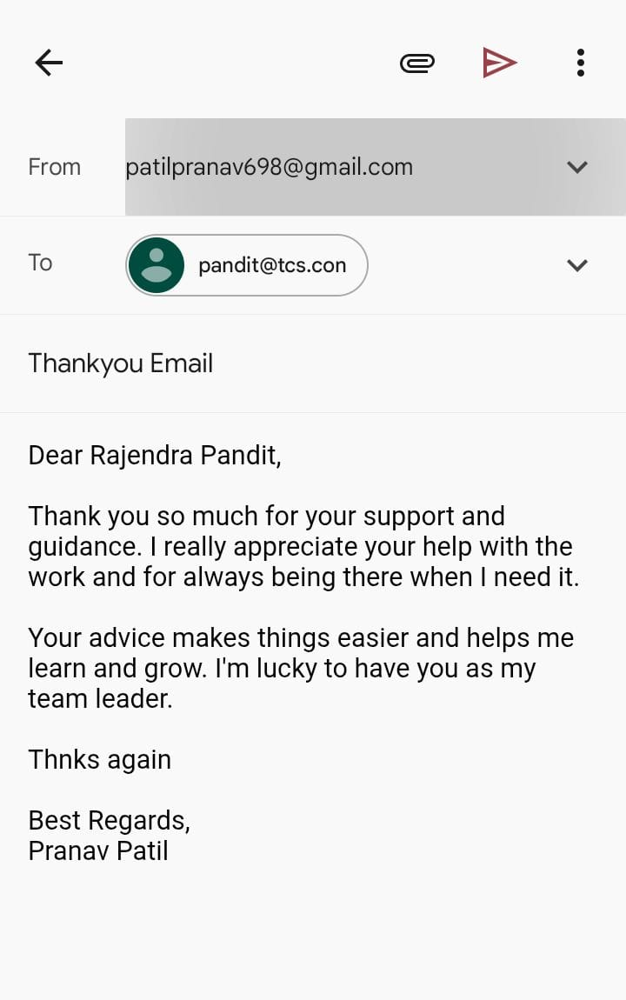 From patilpranav698@gmail.com
To pandit@tcs.con
Thankyou Email
Dear Rajendra Pandit,
Thank you so much for your support and
guidance. I really appreciate your help with the
work and for always being there when I need it.
Your advice makes things easier and helps me
learn and grow. I'm lucky to have you as my
team leader.
Thnks again
Best Regards,
Pranav Patil